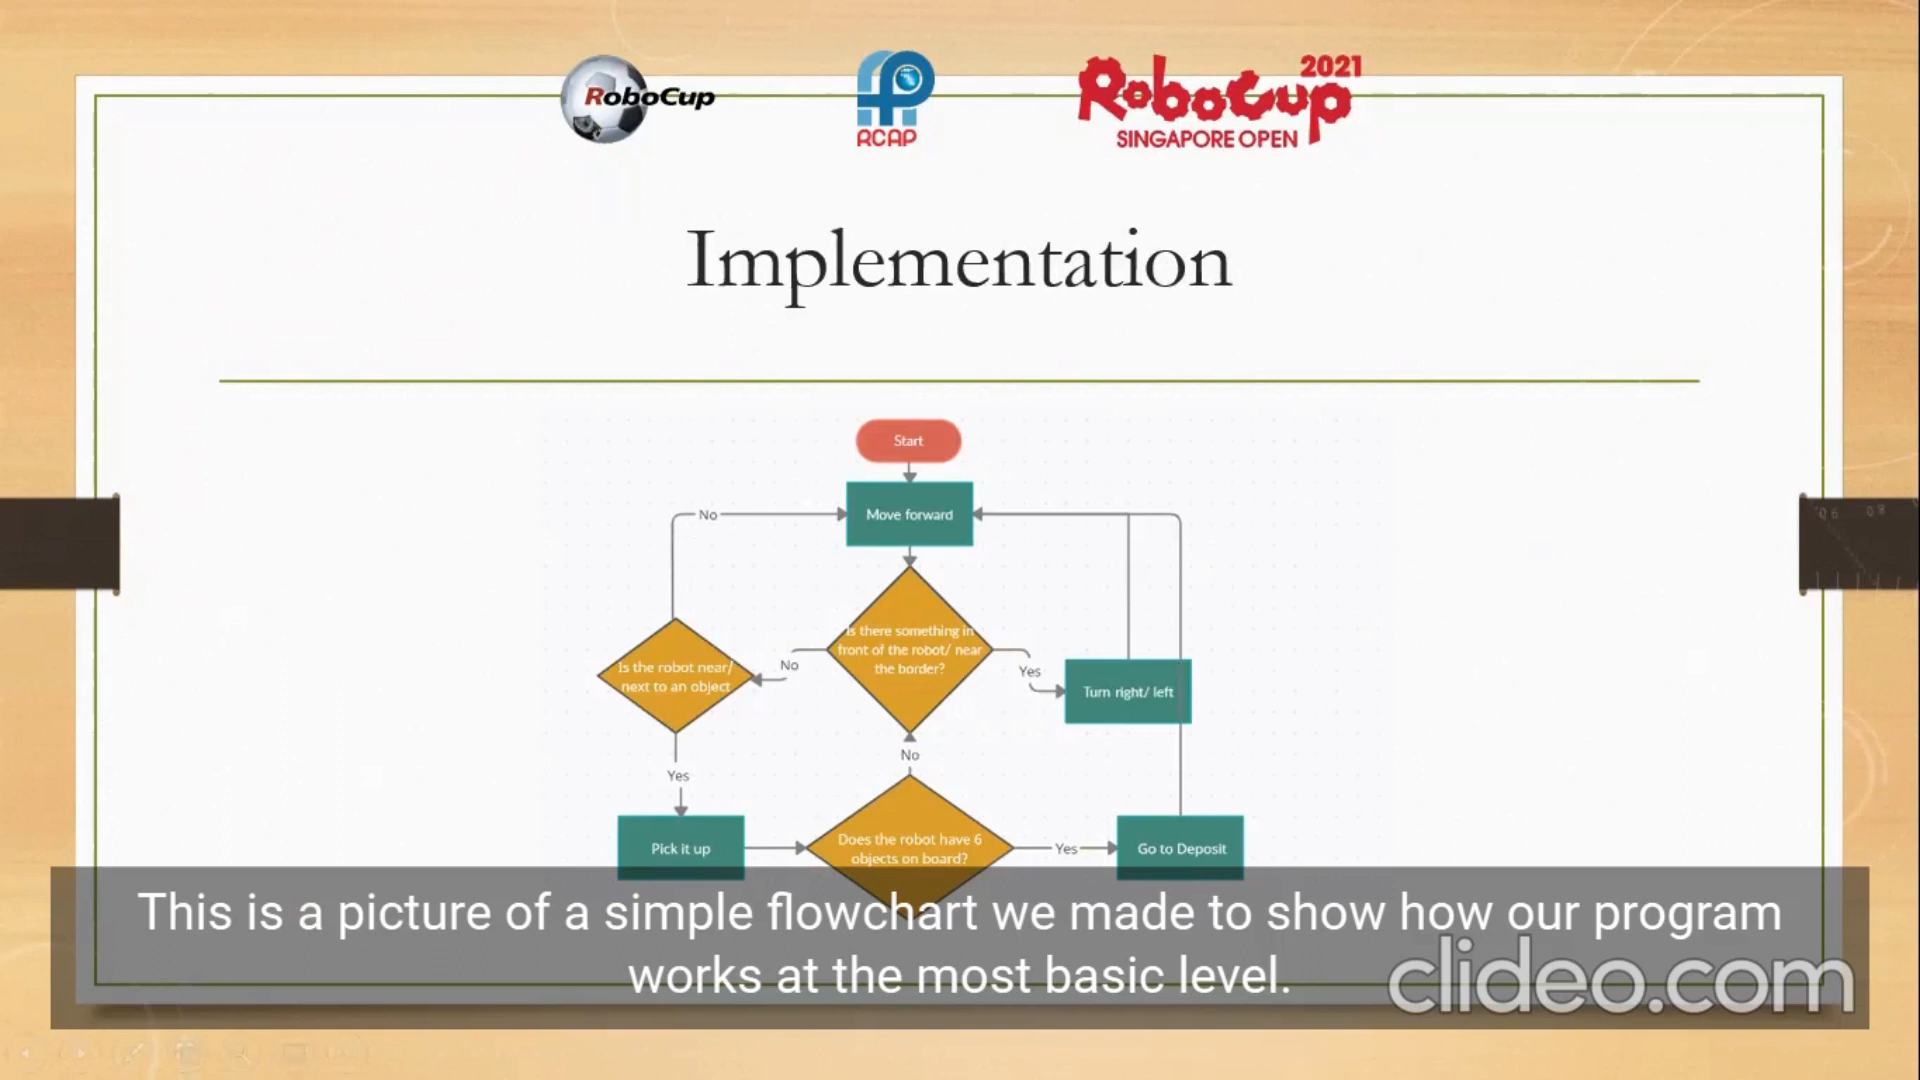 RoboCup
RCAP
2021
RoboCup
SINGAPORE OPEN
Implementation
Start
Move forward
No
Is there something in
front of the robot/ near
the border?
No
Yes
Is the robot near/
next to an object
Turn right/ left
Yes
No
Pick it up
Does the robot have 6
objects on board?
Yes
Go to Deposit
This is a picture of a simple flowchart we made to show how our program
works at the most basic level.
clideo.com